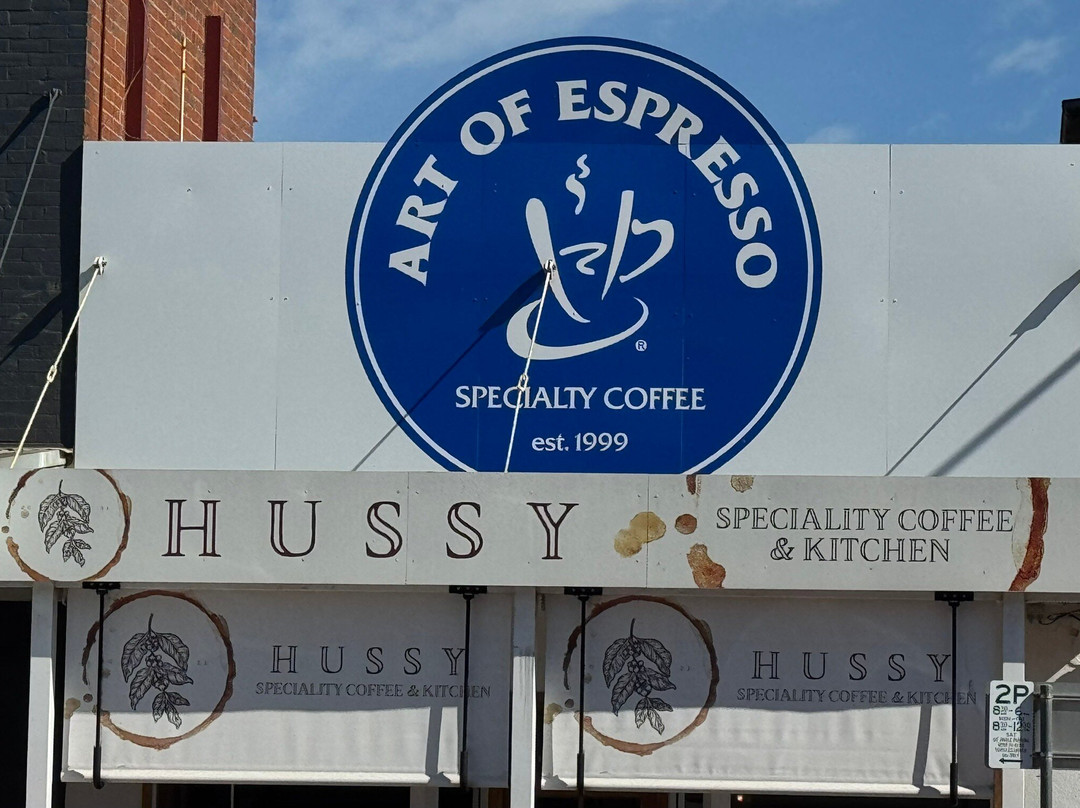 ART OF ESPRESSO
®
SPECIALTY COFFEE
est. 1999
HUSSY
SPECIALITY COFFEE
& KITCHEN
HUSSY
SPECIALITY COFFEE & KITCHEN
HUSSY
SPECIALITY COFFEE & KITCHEN
2P